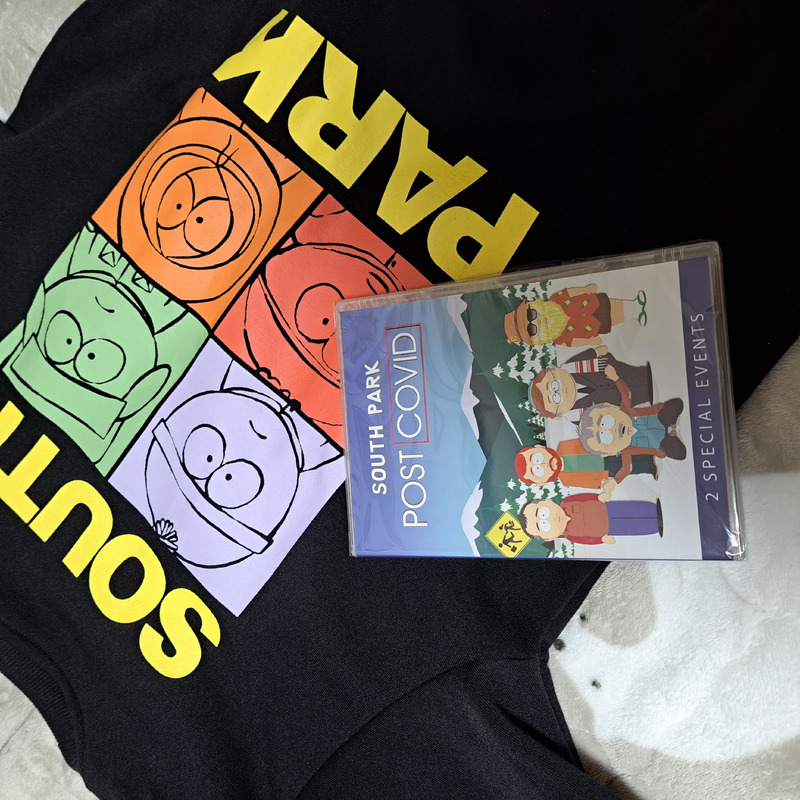 SOUTH
PARK
SOUTH PARK
POST COVID
2 SPECIAL EVENTS